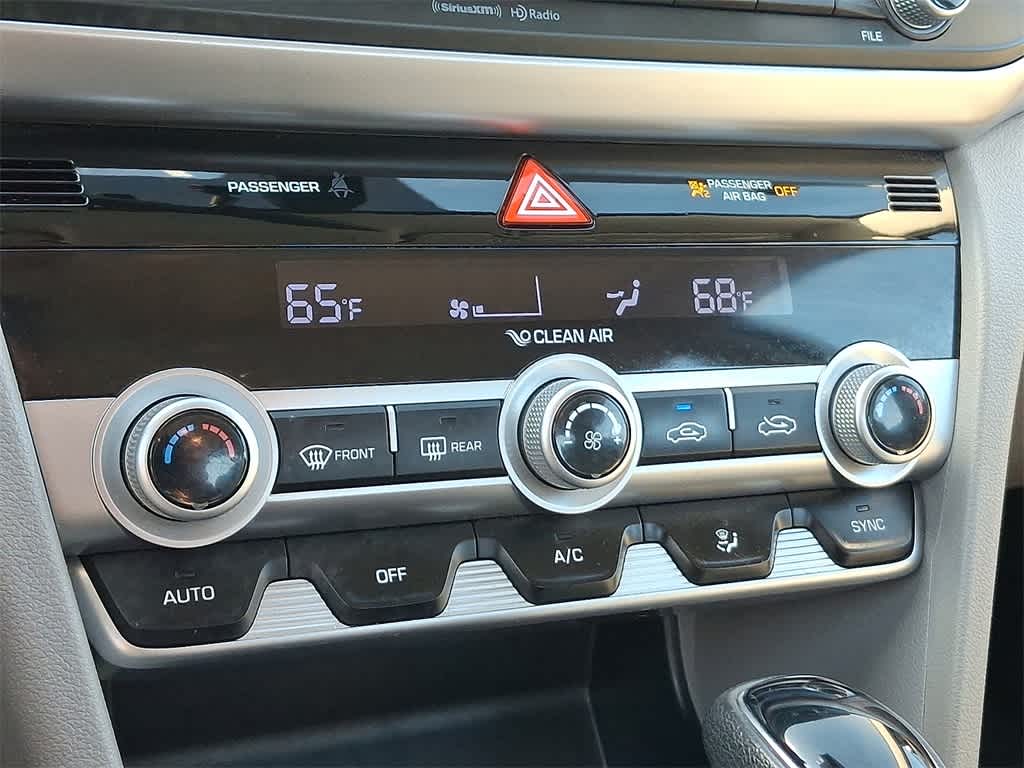 SiriusXM HD Radio
FILE
PASSENGER
PASSENGER
AIR BAG OFF
65°F 68°F
CLEAN AIR
FRONT
REAR
- +
AUTO
OFF
A/C
SYNC